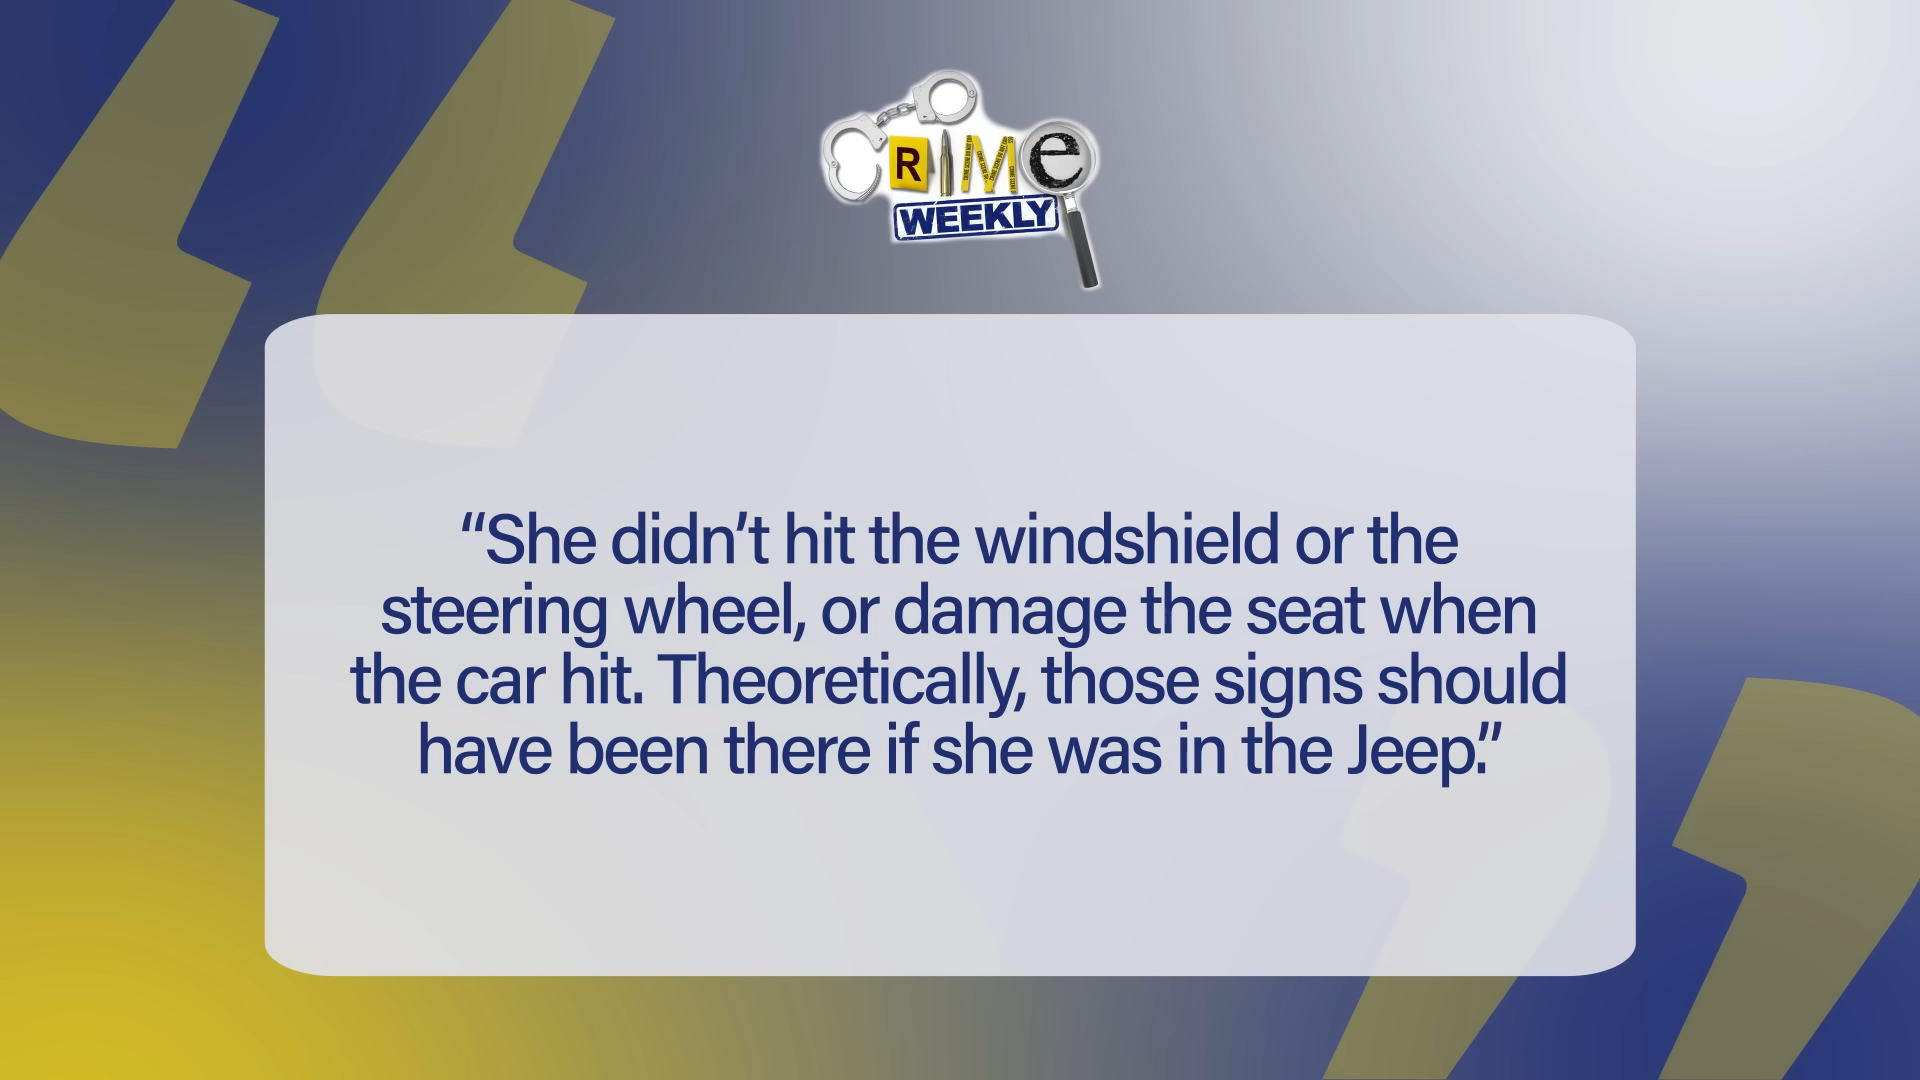 CRIMe
WEEKLY
“She didn’t hit the windshield or the
steering wheel, or damage the seat when
the car hit. Theoretically, those signs should
have been there if she was in the Jeep.”